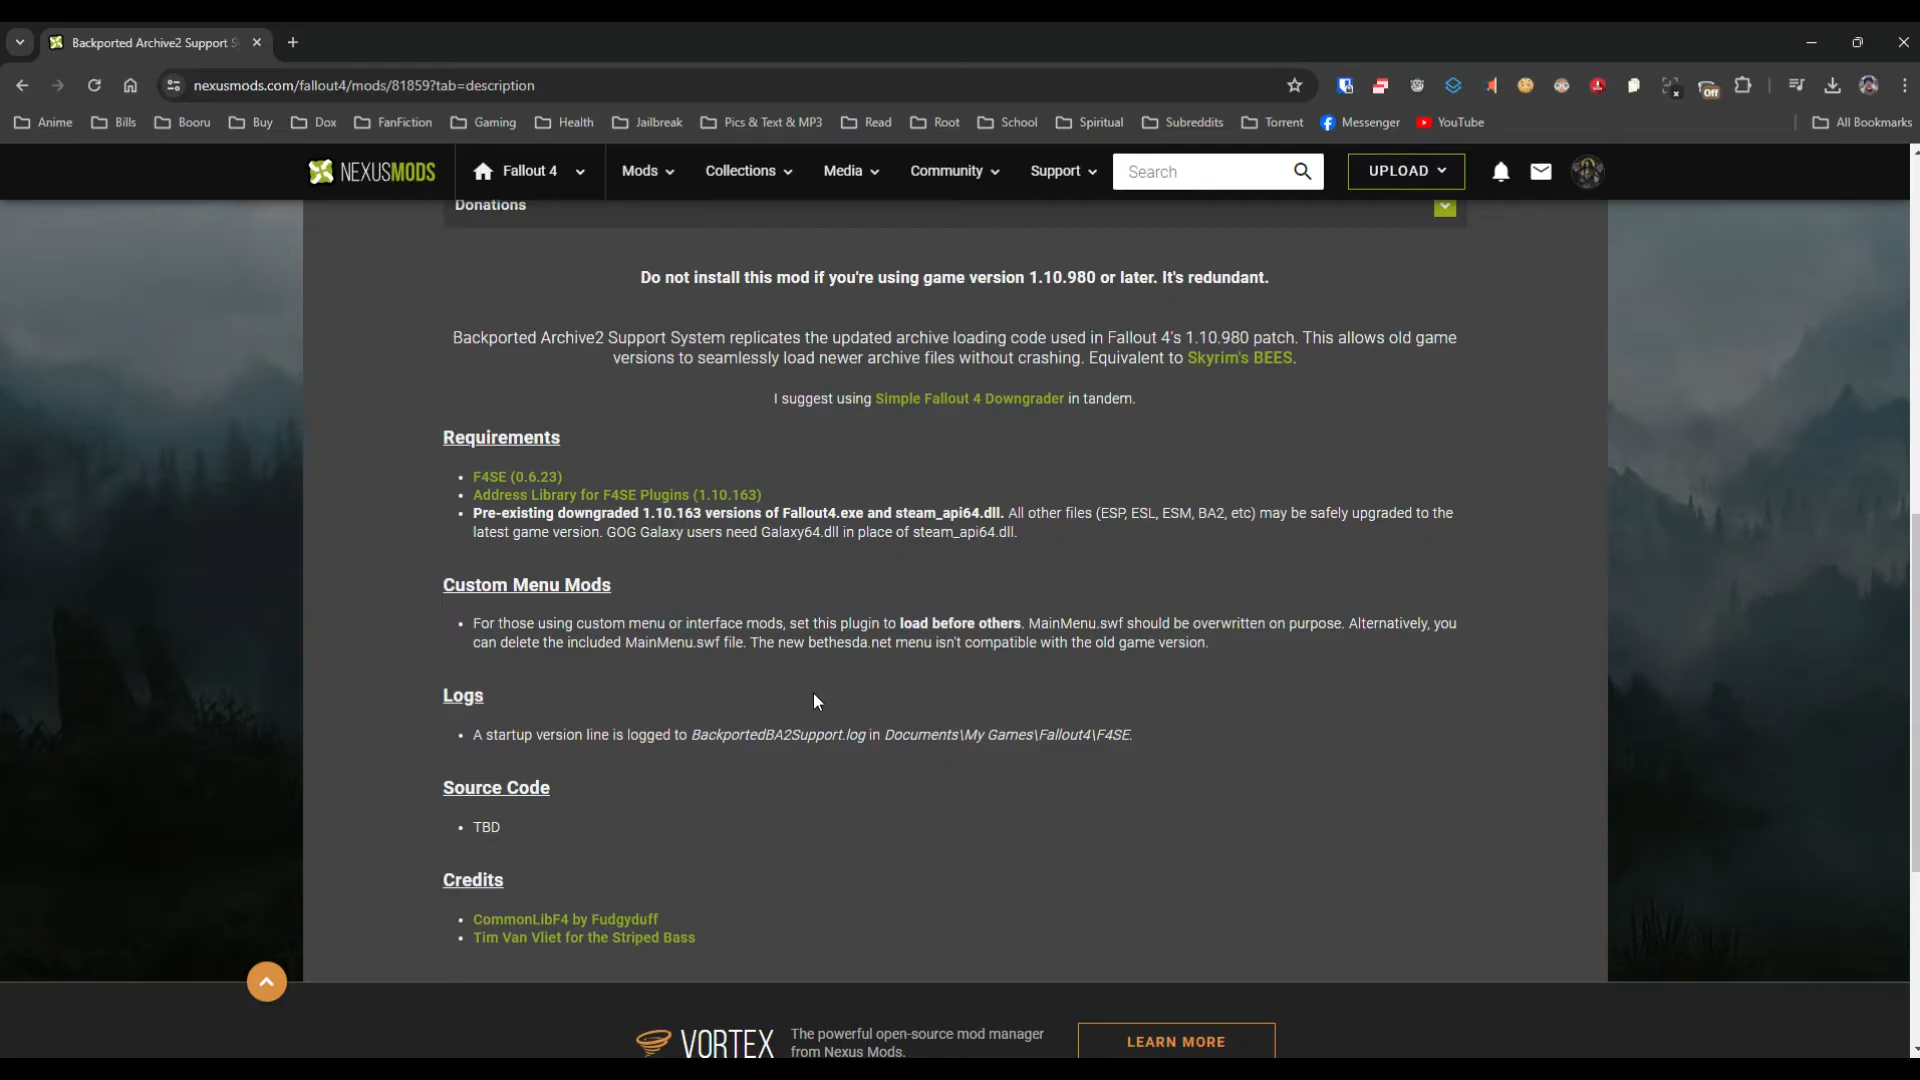 Backported Archive2 Support S
nexusmods.com/fallout4/mods/81859?tab=description
Off
Anime Bills Booru Buy Dox FanFiction Gaming Health Jailbreak Pics & Text & MP3 Read Root School Spiritual Subreddits Torrent Messenger YouTube All Bookmarks
NEXUSMODS Fallout 4 Mods Collections Media Community Support Search UPLOAD
Donations
Do not install this mod if you're using game version 1.10.980 or later. It's redundant.
Backported Archive2 Support System replicates the updated archive loading code used in Fallout 4's 1.10.980 patch. This allows old game
versions to seamlessly load newer archive files without crashing. Equivalent to Skyrim's BEES.
I suggest using Simple Fallout 4 Downgrader in tandem.
Requirements
• F4SE (0.6.23)
• Address Library for F4SE Plugins (1.10.163)
• Pre-existing downgraded 1.10.163 versions of Fallout4.exe and steam_api64.dll. All other files (ESP, ESL, ESM, BA2, etc) may be safely upgraded to the
latest game version. GOG Galaxy users need Galaxy64.dll in place of steam_api64.dll.
Custom Menu Mods
• For those using custom menu or interface mods, set this plugin to load before others. MainMenu.swf should be overwritten on purpose. Alternatively, you
can delete the included MainMenu.swf file. The new bethesda.net menu isn't compatible with the old game version.
Logs
• A startup version line is logged to BackportedBA2Support.log in Documents\My Games\Fallout4\F4SE.
Source Code
• TBD
Credits
• CommonLibF4 by Fudgyduff
• Tim Van Vliet for the Striped Bass
VORTEX The powerful open-source mod manager
from Nexus Mods.
LEARN MORE